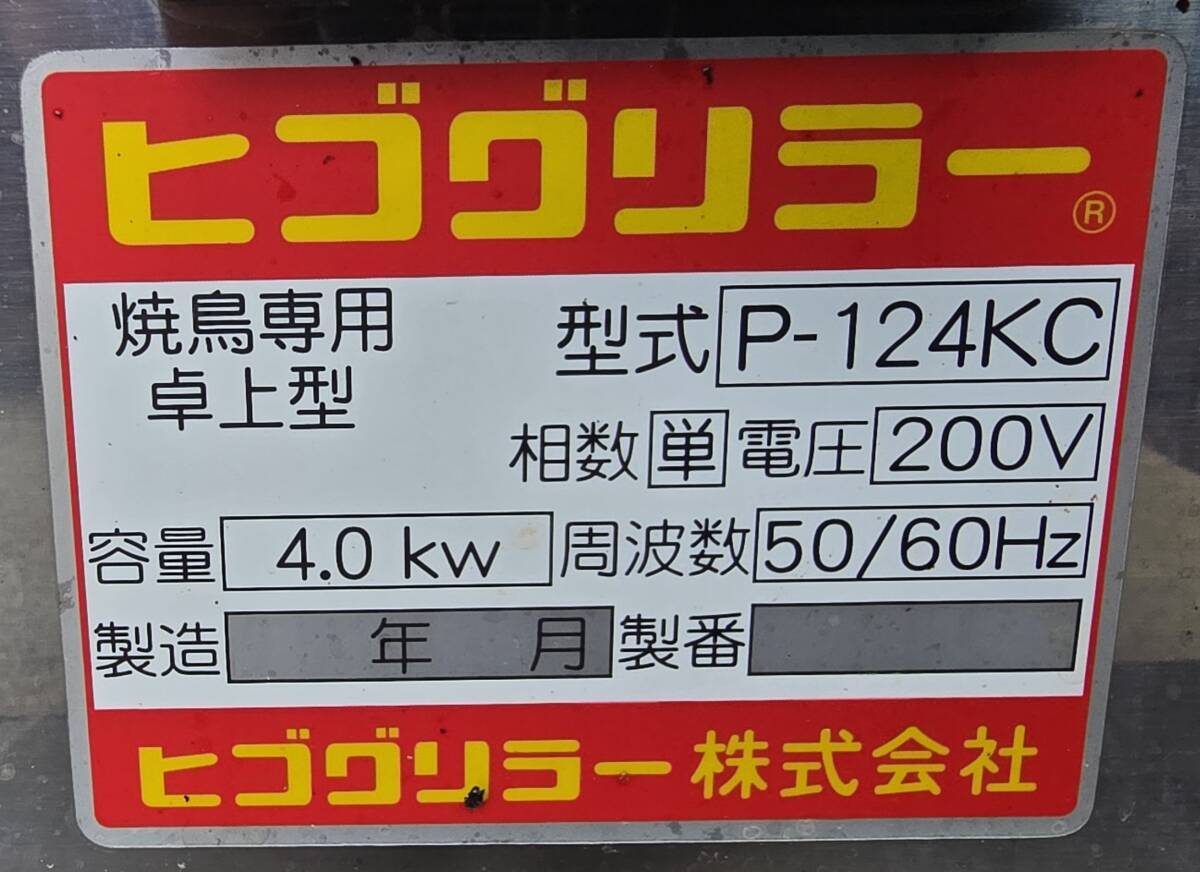 ヒゴグリラー®
焼鳥専用
卓上型
型式 P-124KC
相数 単 電圧 200V
容量 4.0 kw 周波数 50/60Hz
製造 年 月 製番
ヒゴグリラー株式会社